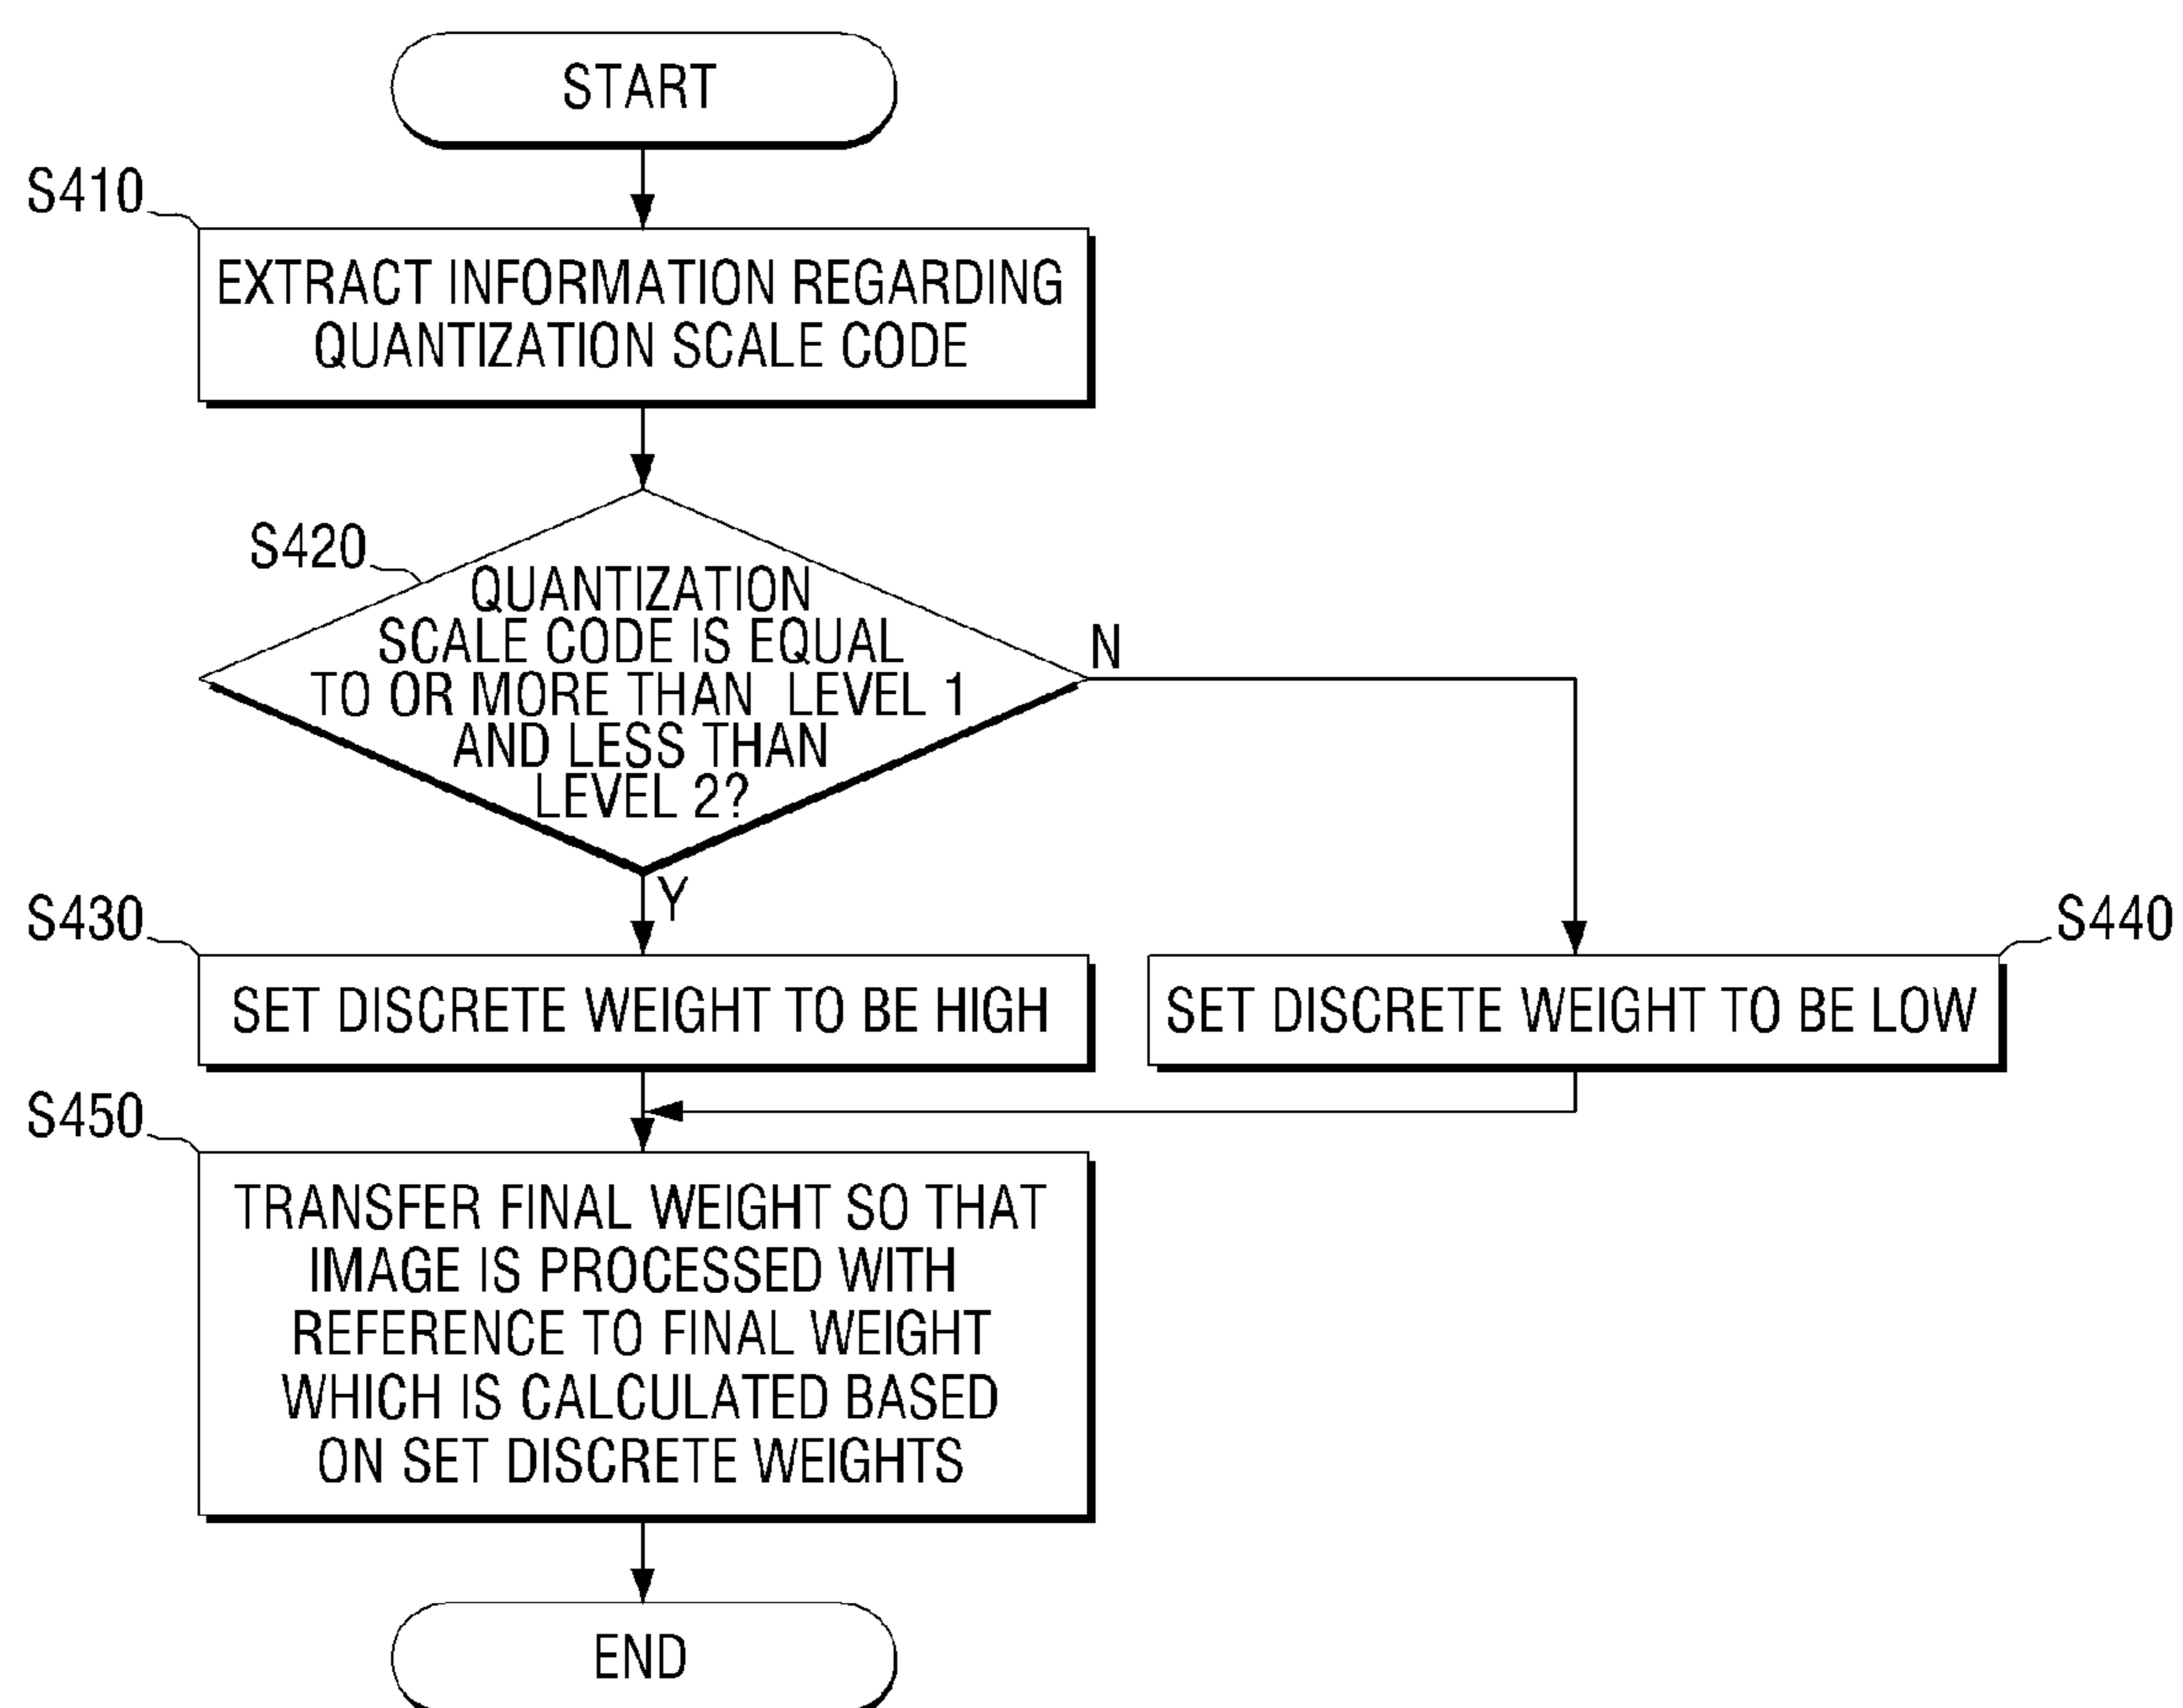 START
S410
EXTRACT INFORMATION REGARDING
QUANTIZATION SCALE CODE
S420
QUANTIZATION
SCALE CODE IS EQUAL
TO OR MORE THAN LEVEL 1
AND LESS THAN
LEVEL 2?
N
Y
S430
SET DISCRETE WEIGHT TO BE HIGH
S440
SET DISCRETE WEIGHT TO BE LOW
S450
TRANSFER FINAL WEIGHT SO THAT
IMAGE IS PROCESSED WITH
REFERENCE TO FINAL WEIGHT
WHICH IS CALCULATED BASED
ON SET DISCRETE WEIGHTS
END